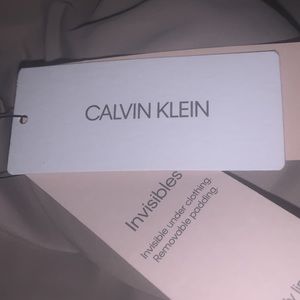 CALVIN KLEIN
Invisibles
Invisible under clothing.
Removable padding.